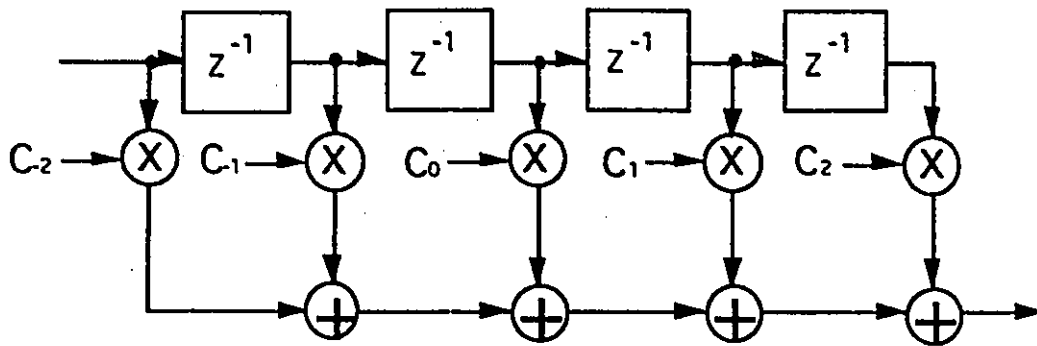 z⁻¹ z⁻¹ z⁻¹ z⁻¹
C₋₂ X C₋₁ X C₀ X C₁ X C₂ X
+ + + +